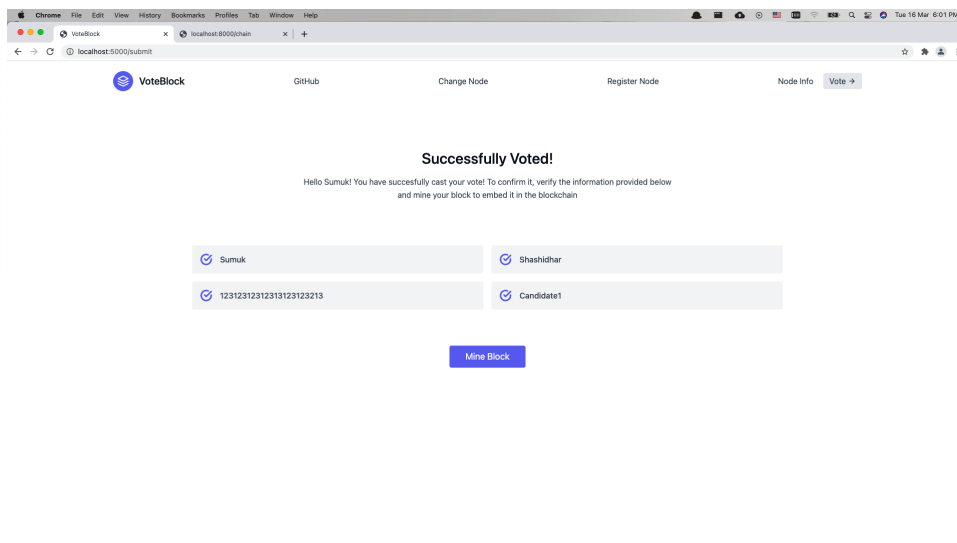 Chrome File Edit View History Bookmarks Profiles Tab Window Help Tue 16 Mar 6:01 PM
VoteBlock localhost:8000/chain
localhost:5000/submit
VoteBlock GitHub Change Node Register Node Node Info Vote →
Successfully Voted!
Hello Sumuk! You have succesfully cast your vote! To confirm it, verify the information provided below
and mine your block to embed it in the blockchain
Sumuk Shashidhar
12312312312313123123213 Candidate1
Mine Block